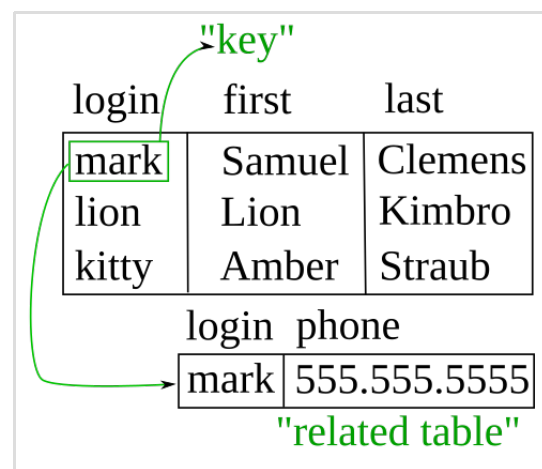 "key"
login first last
mark Samuel Clemens
lion Lion Kimbro
kitty Amber Straub
login phone
mark 555.555.5555
"related table"